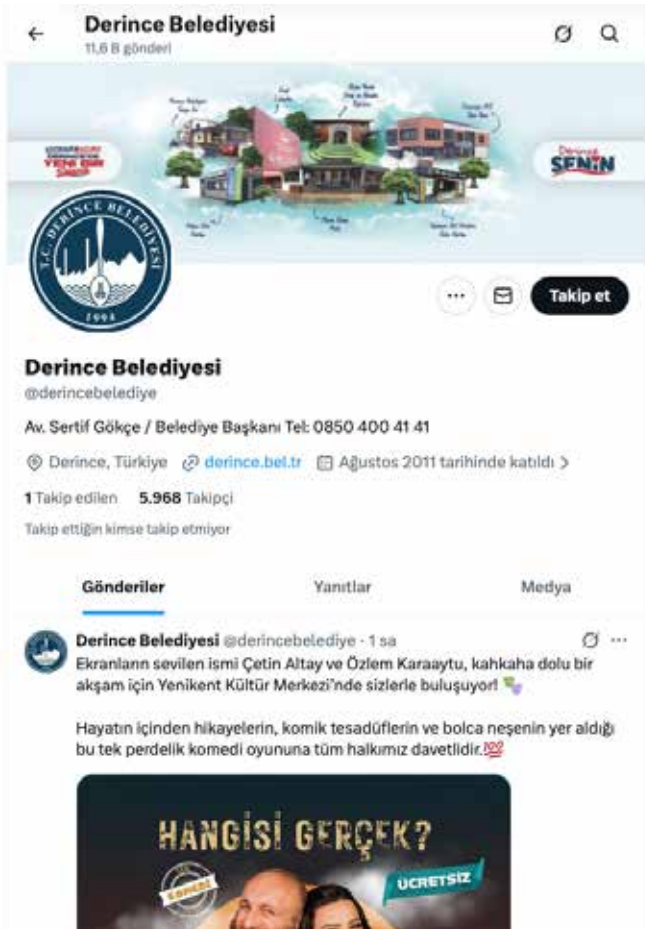 Derince Belediyesi
11,6 B gönderi
YENİ BİR
Derince
SENİN
T.C. DERİNCE BELEDİYESİ
1994
Takip et
Derince Belediyesi
@derincebelediye
Av. Sertif Gökçe / Belediye Başkanı Tel: 0850 400 41 41
Derince, Türkiye derince.bel.tr Ağustos 2011 tarihinde katıldı
1 Takip edilen 5.968 Takipçi
Takip ettiğin kimse takip etmiyor
Gönderiler Yanıtlar Medya
Derince Belediyesi @derincebelediye · 1 sa
Ekranların sevilen ismi Çetin Altay ve Özlem Karaaytu, kahkaha dolu bir
akşam için Yenikent Kültür Merkezi'nde sizlerle buluşuyor!
Hayatın içinden hikayelerin, komik tesadüflerin ve bolca neşenin yer aldığı
bu tek perdelik komedi oyununa tüm halkımız davetlidir.💯
HANGİSİ GERÇEK?
KOMEDİ
ÜCRETSİZ